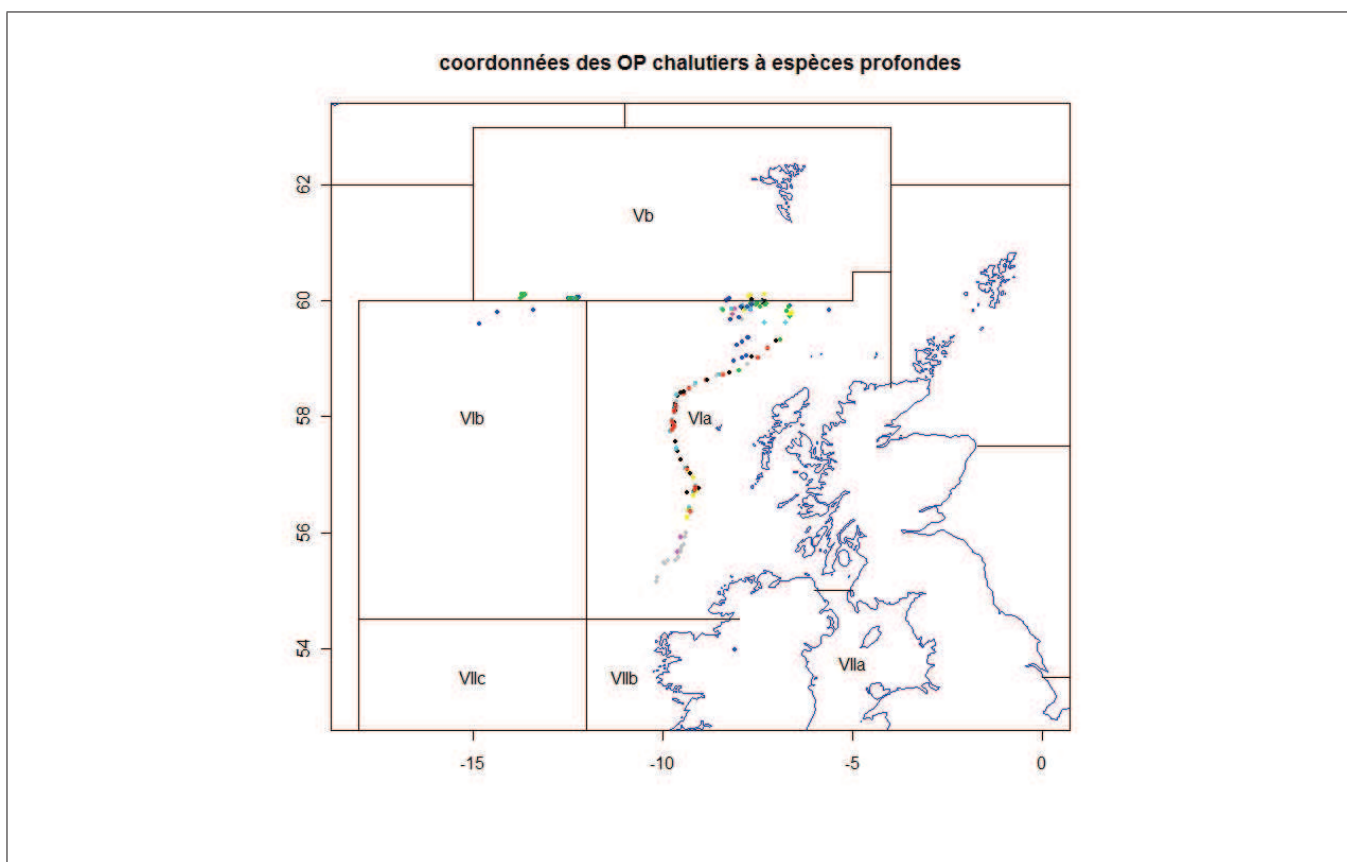 coordonnées des OP chalutiers à espèces profondes
62
Vb
60
58
VIb
VIa
56
54
VIIc
VIIb
VIIa
-15
-10
-5
0